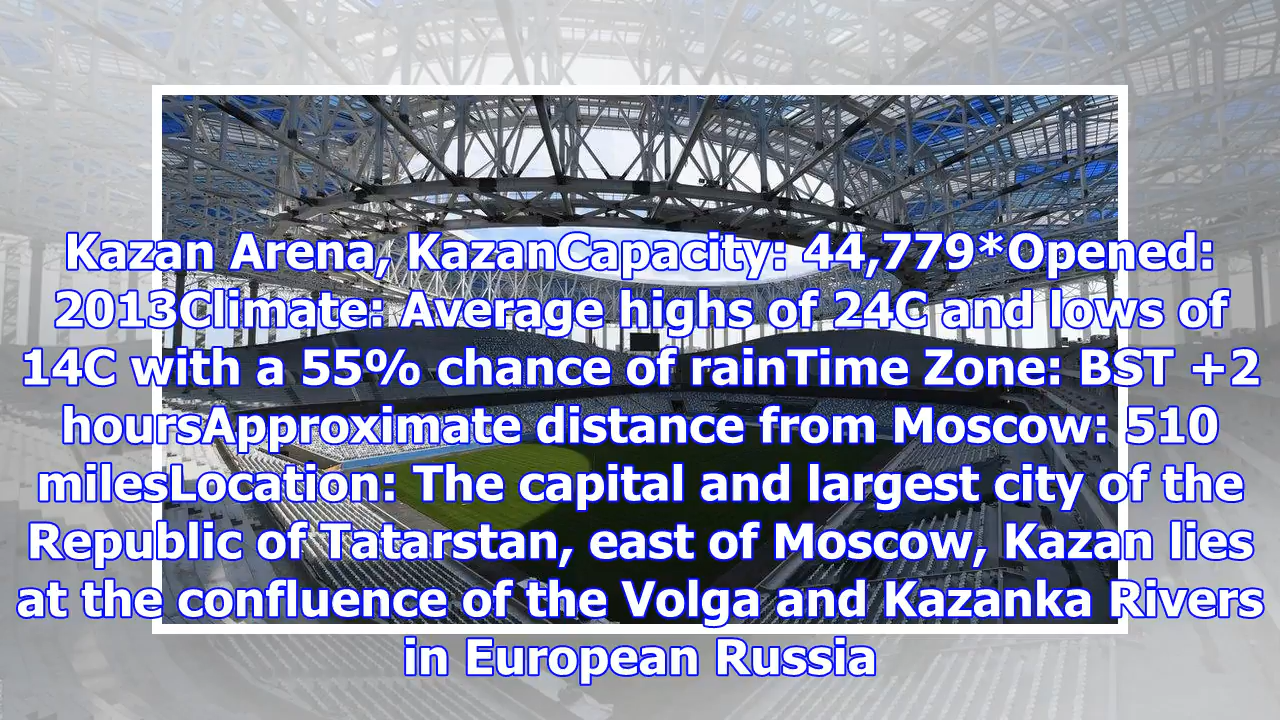 Kazan Arena, KazanCapacity: 44,779*Opened:
2013Climate: Average highs of 24C and lows of
14C with a 55% chance of rainTime Zone: BST +2
hoursApproximate distance from Moscow: 510
milesLocation: The capital and largest city of the
Republic of Tatarstan, east of Moscow, Kazan lies
at the confluence of the Volga and Kazanka Rivers
in European Russia